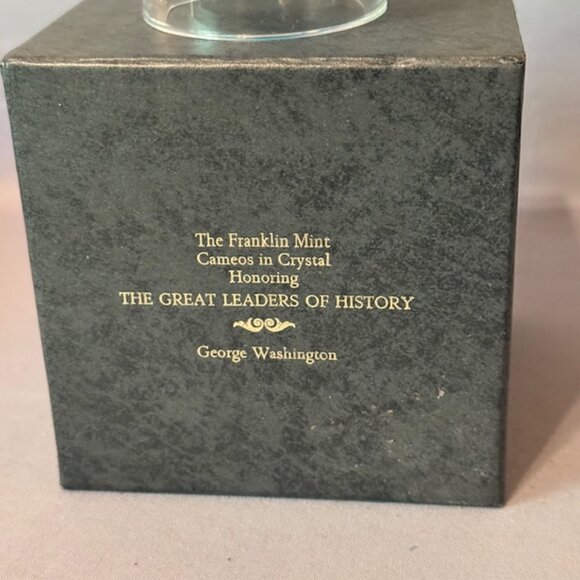 The Franklin Mint
Cameos in Crystal
Honoring
THE GREAT LEADERS OF HISTORY
George Washington